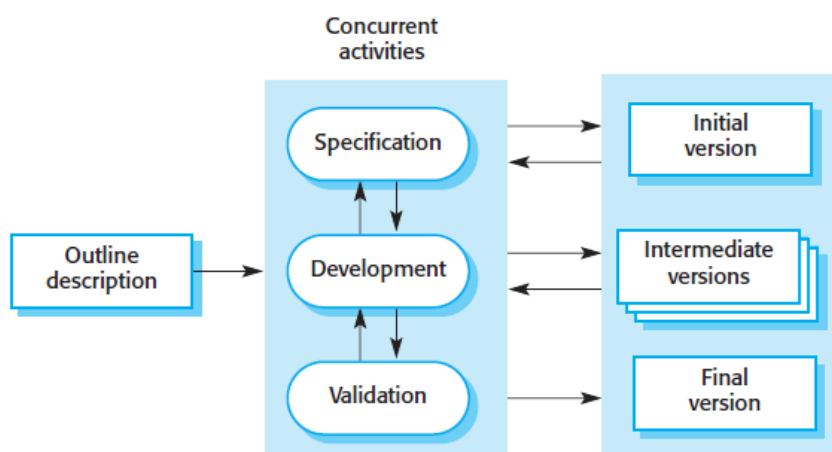 Concurrent
activities
Specification
Initial
version
Outline
description
Development
Intermediate
versions
Validation
Final
version